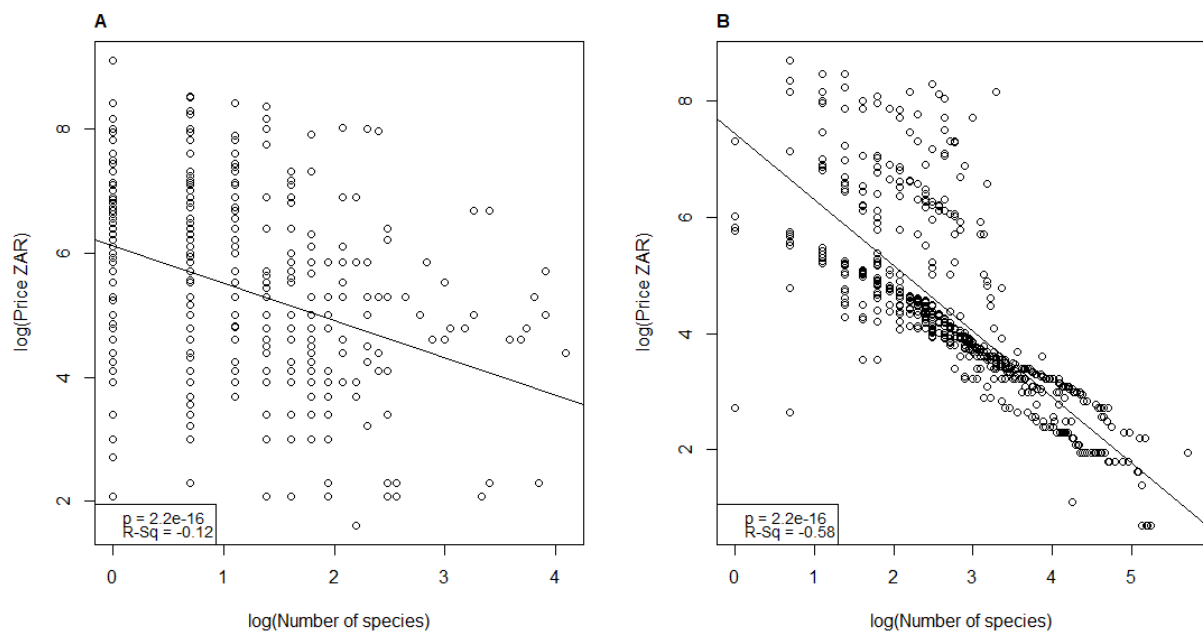 A
B
log(Price ZAR)
8
6
4
2
p = 2.2e-16
R-Sq = -0.12
0
1
2
3
4
log(Number of species)
log(Price ZAR)
8
6
4
2
p = 2.2e-16
R-Sq = -0.58
0
1
2
3
4
5
log(Number of species)